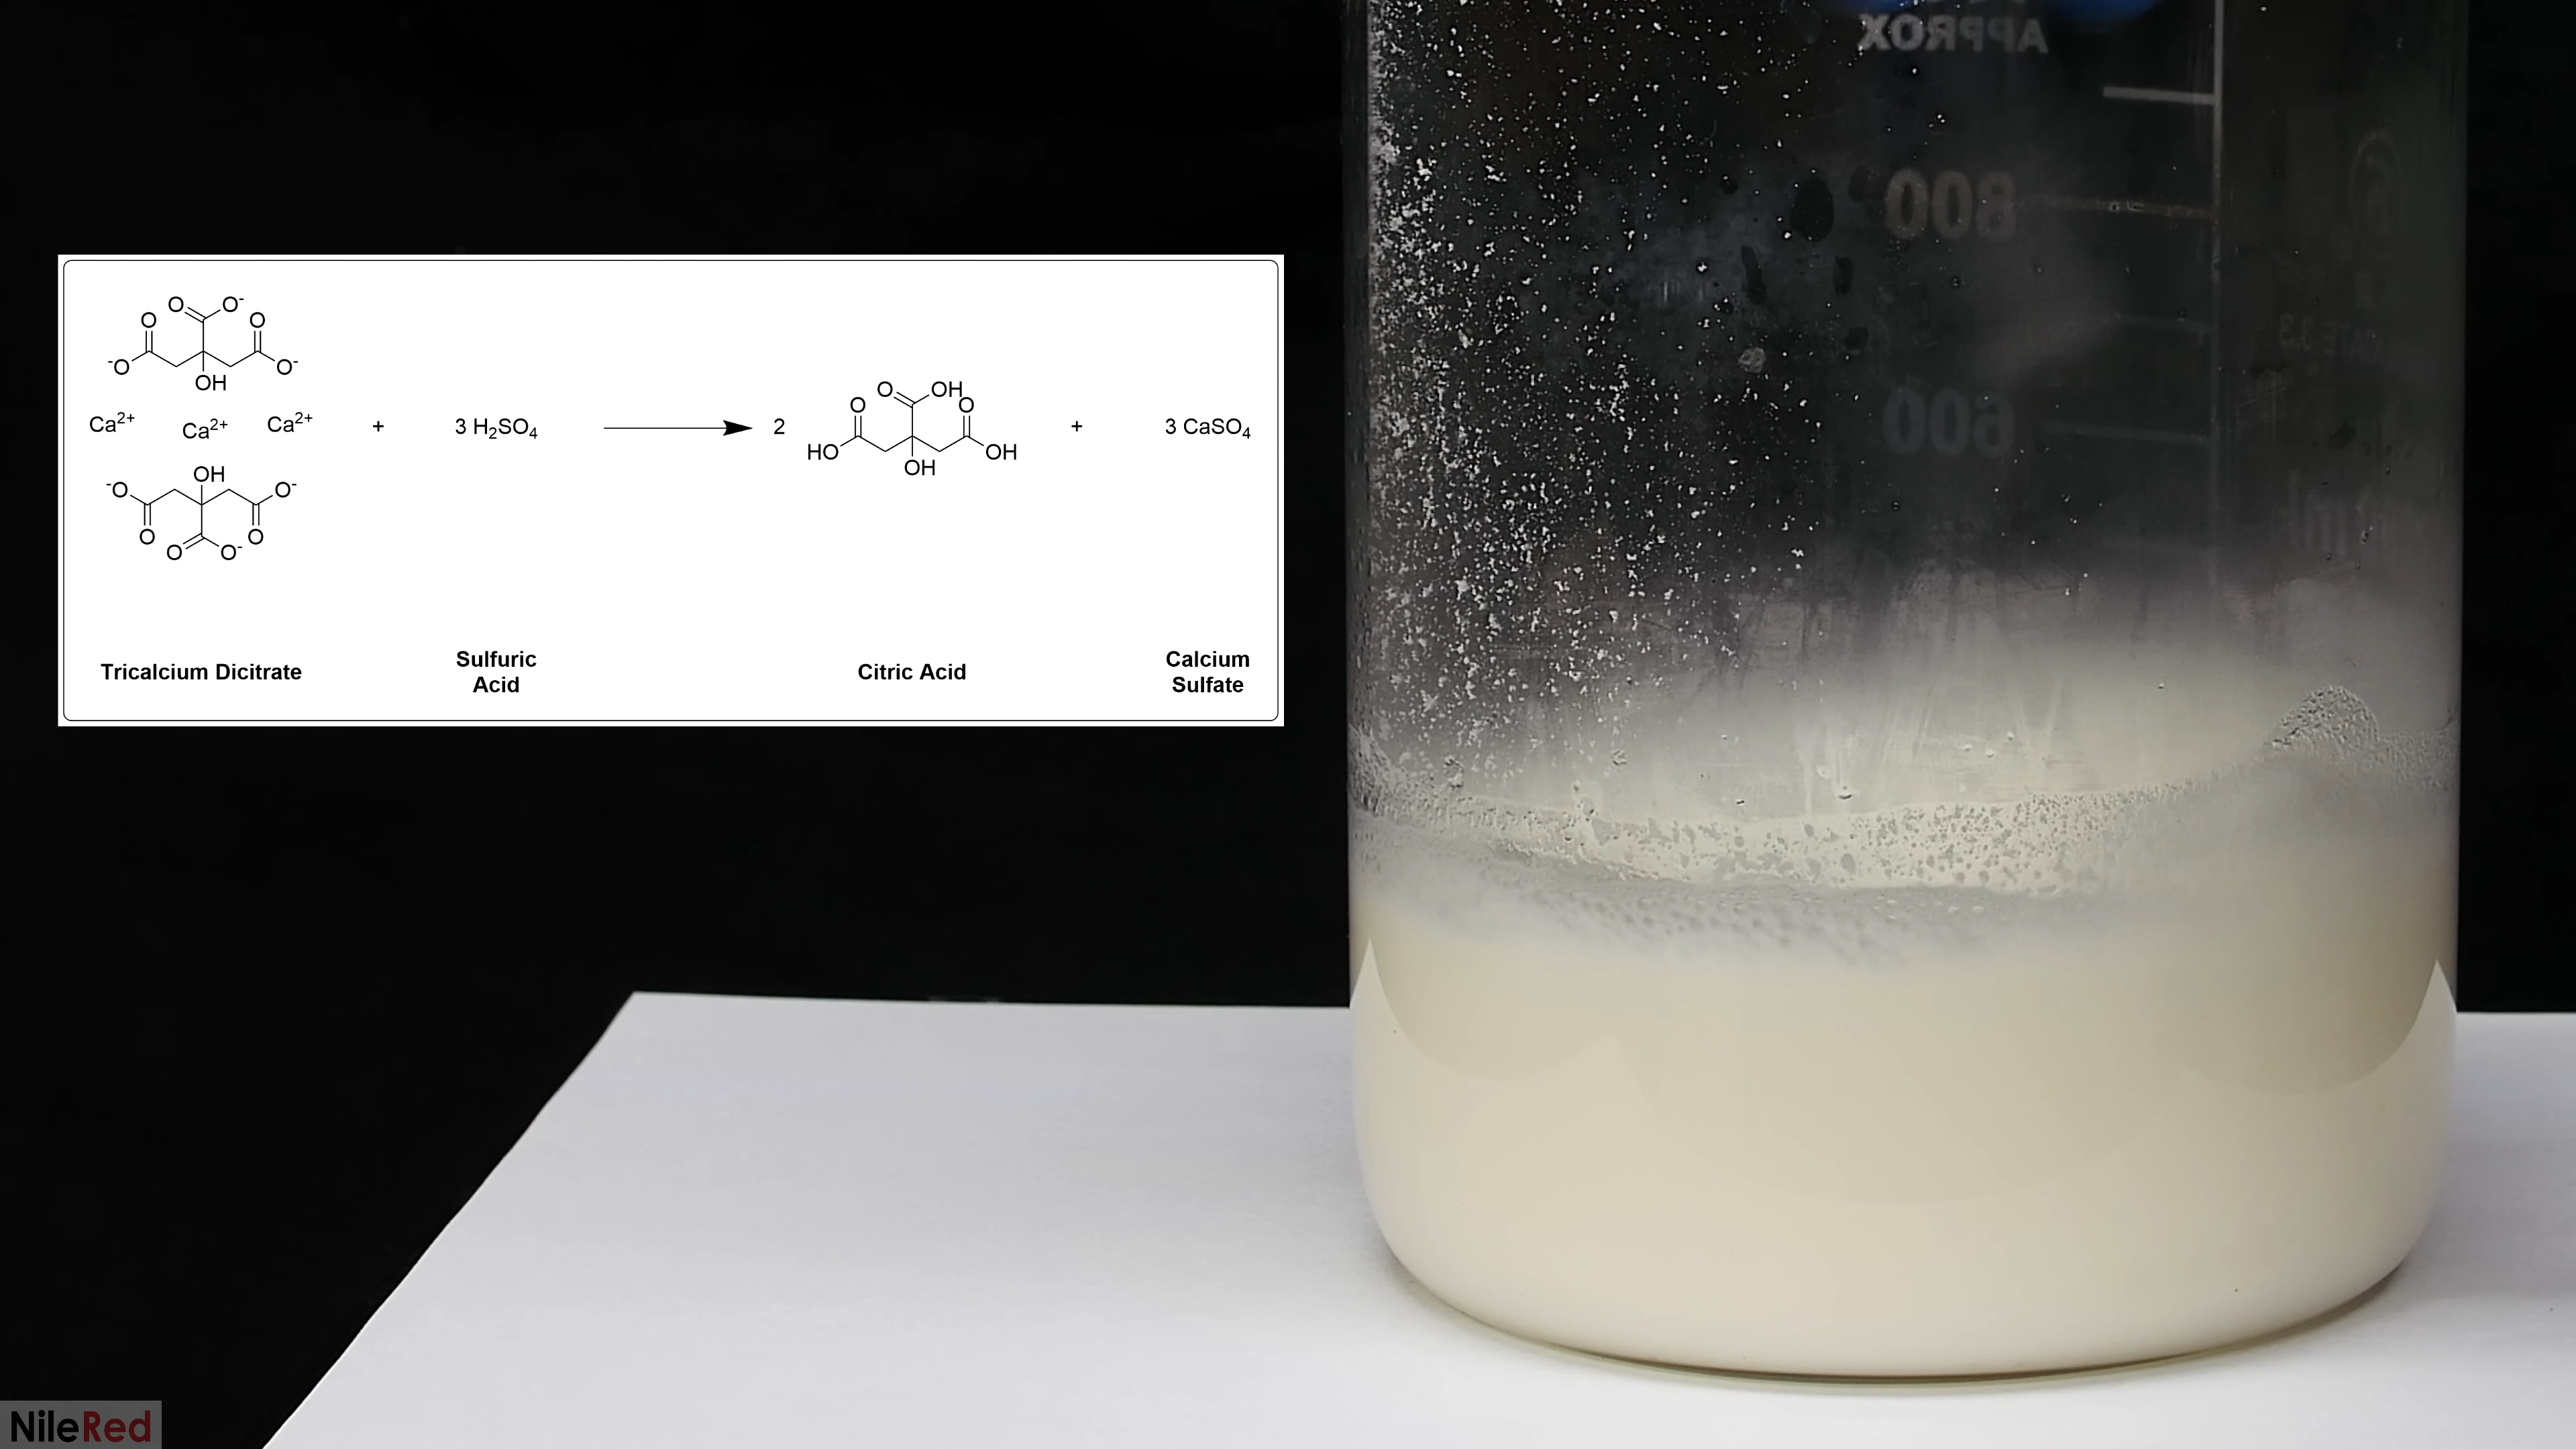 O O⁻
O O
⁻O O⁻
OH
Ca²⁺ Ca²⁺ Ca²⁺ + 3 H₂SO₄ 2 + 3 CaSO₄
O OH
O O
HO OH
OH
OH
⁻O O⁻
O O
O O⁻
Tricalcium Dicitrate
Sulfuric
Acid
Citric Acid
Calcium
Sulfate
APPROX
800
600
NileRed